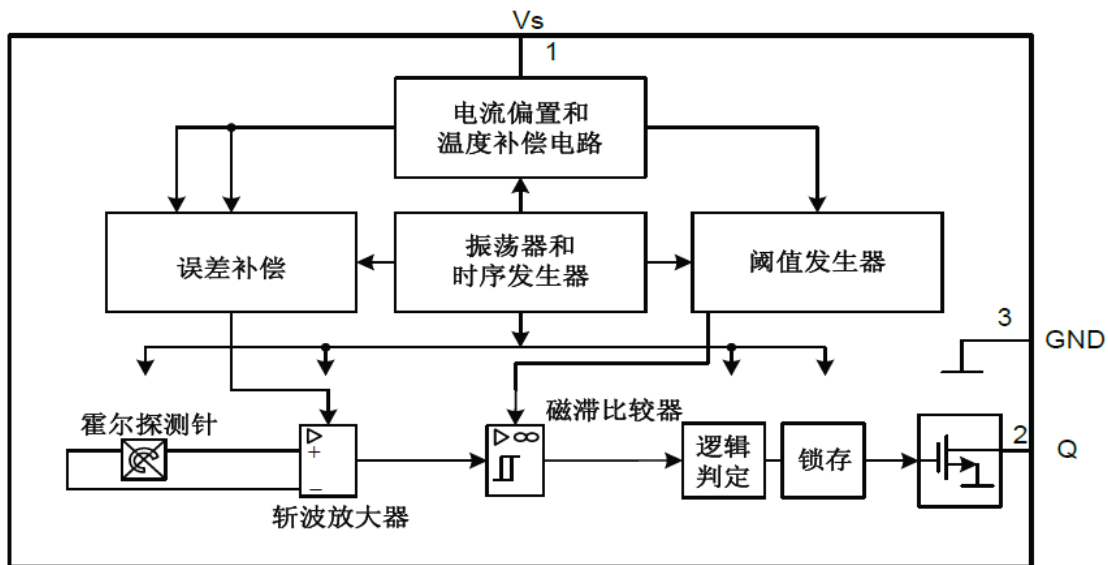 Vs
1
电流偏置和
温度补偿电路
误差补偿
振荡器和
时序发生器
阈值发生器
3
GND
霍尔探测针
磁滞比较器
+
−
∞
逻辑
判定
锁存
2
Q
斩波放大器